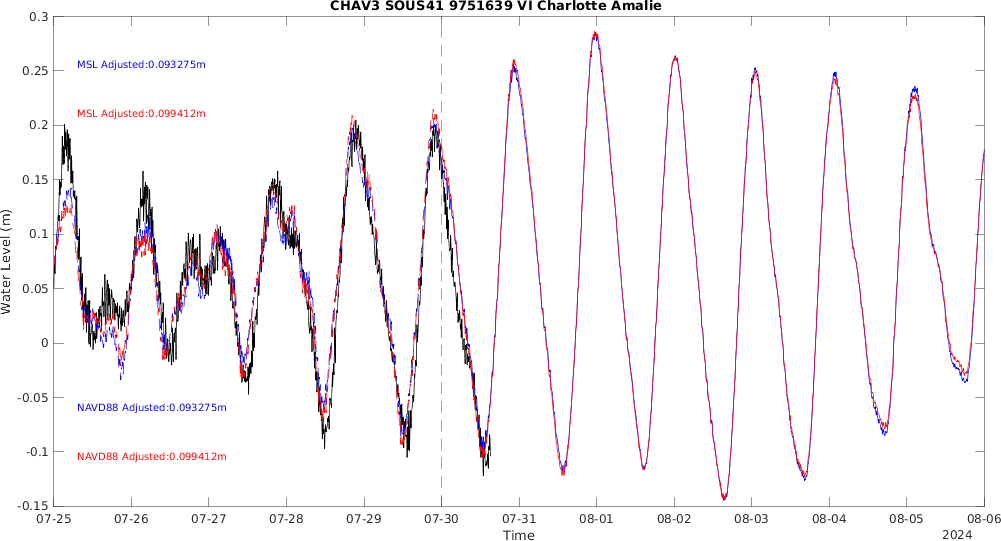 CHAV3 SOUS41 9751639 VI Charlotte Amalie
0.3
0.25
0.2
0.15
0.1
0.05
0
-0.05
-0.1
-0.15
Water Level (m)
MSL Adjusted:0.093275m
MSL Adjusted:0.099412m
NAVD88 Adjusted:0.093275m
NAVD88 Adjusted:0.099412m
07-25 07-26 07-27 07-28 07-29 07-30 07-31 08-01 08-02 08-03 08-04 08-05 08-06
Time
2024